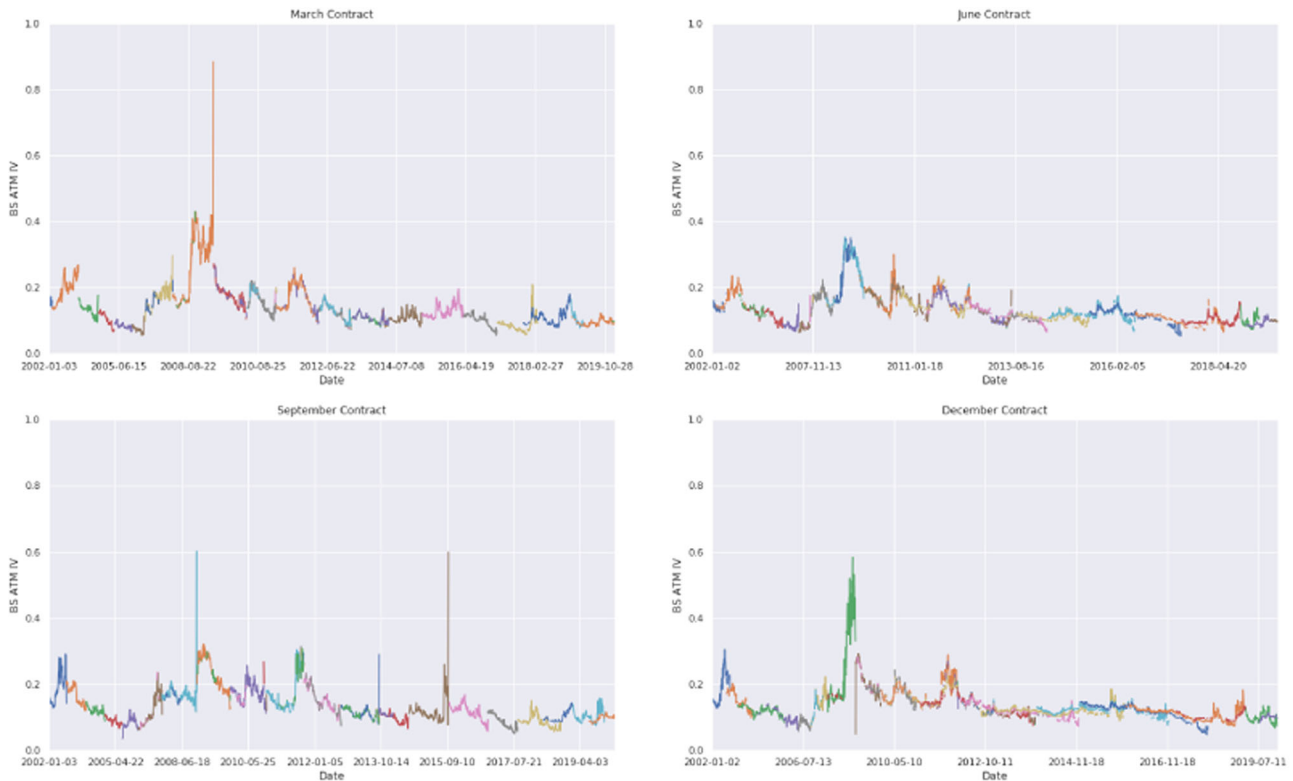 March Contract
1.0
0.8
0.6
0.4
0.2
0.0
BS ATM IV
2002-01-03 2005-06-15 2008-08-22 2010-08-25 2012-06-22 2014-07-08 2016-04-19 2018-02-27 2019-10-28
Date
June Contract
1.0
0.8
0.6
0.4
0.2
0.0
BS ATM IV
2002-01-02 2007-11-13 2011-01-18 2013-08-16 2016-02-05 2018-04-20
Date
September Contract
1.0
0.8
0.6
0.4
0.2
0.0
BS ATM IV
2002-01-03 2005-04-22 2008-06-18 2010-05-25 2012-01-05 2013-10-14 2015-09-10 2017-07-21 2019-04-03
Date
December Contract
1.0
0.8
0.6
0.4
0.2
0.0
BS ATM IV
2002-01-02 2006-07-13 2010-05-10 2012-10-11 2014-11-18 2016-11-18 2019-07-11
Date